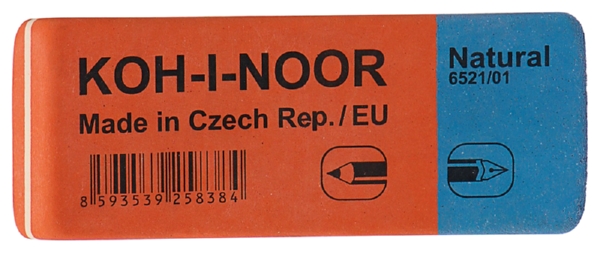 KOH-I-NOOR
Made in Czech Rep./EU
8 593539 258384
Natural
6521/01